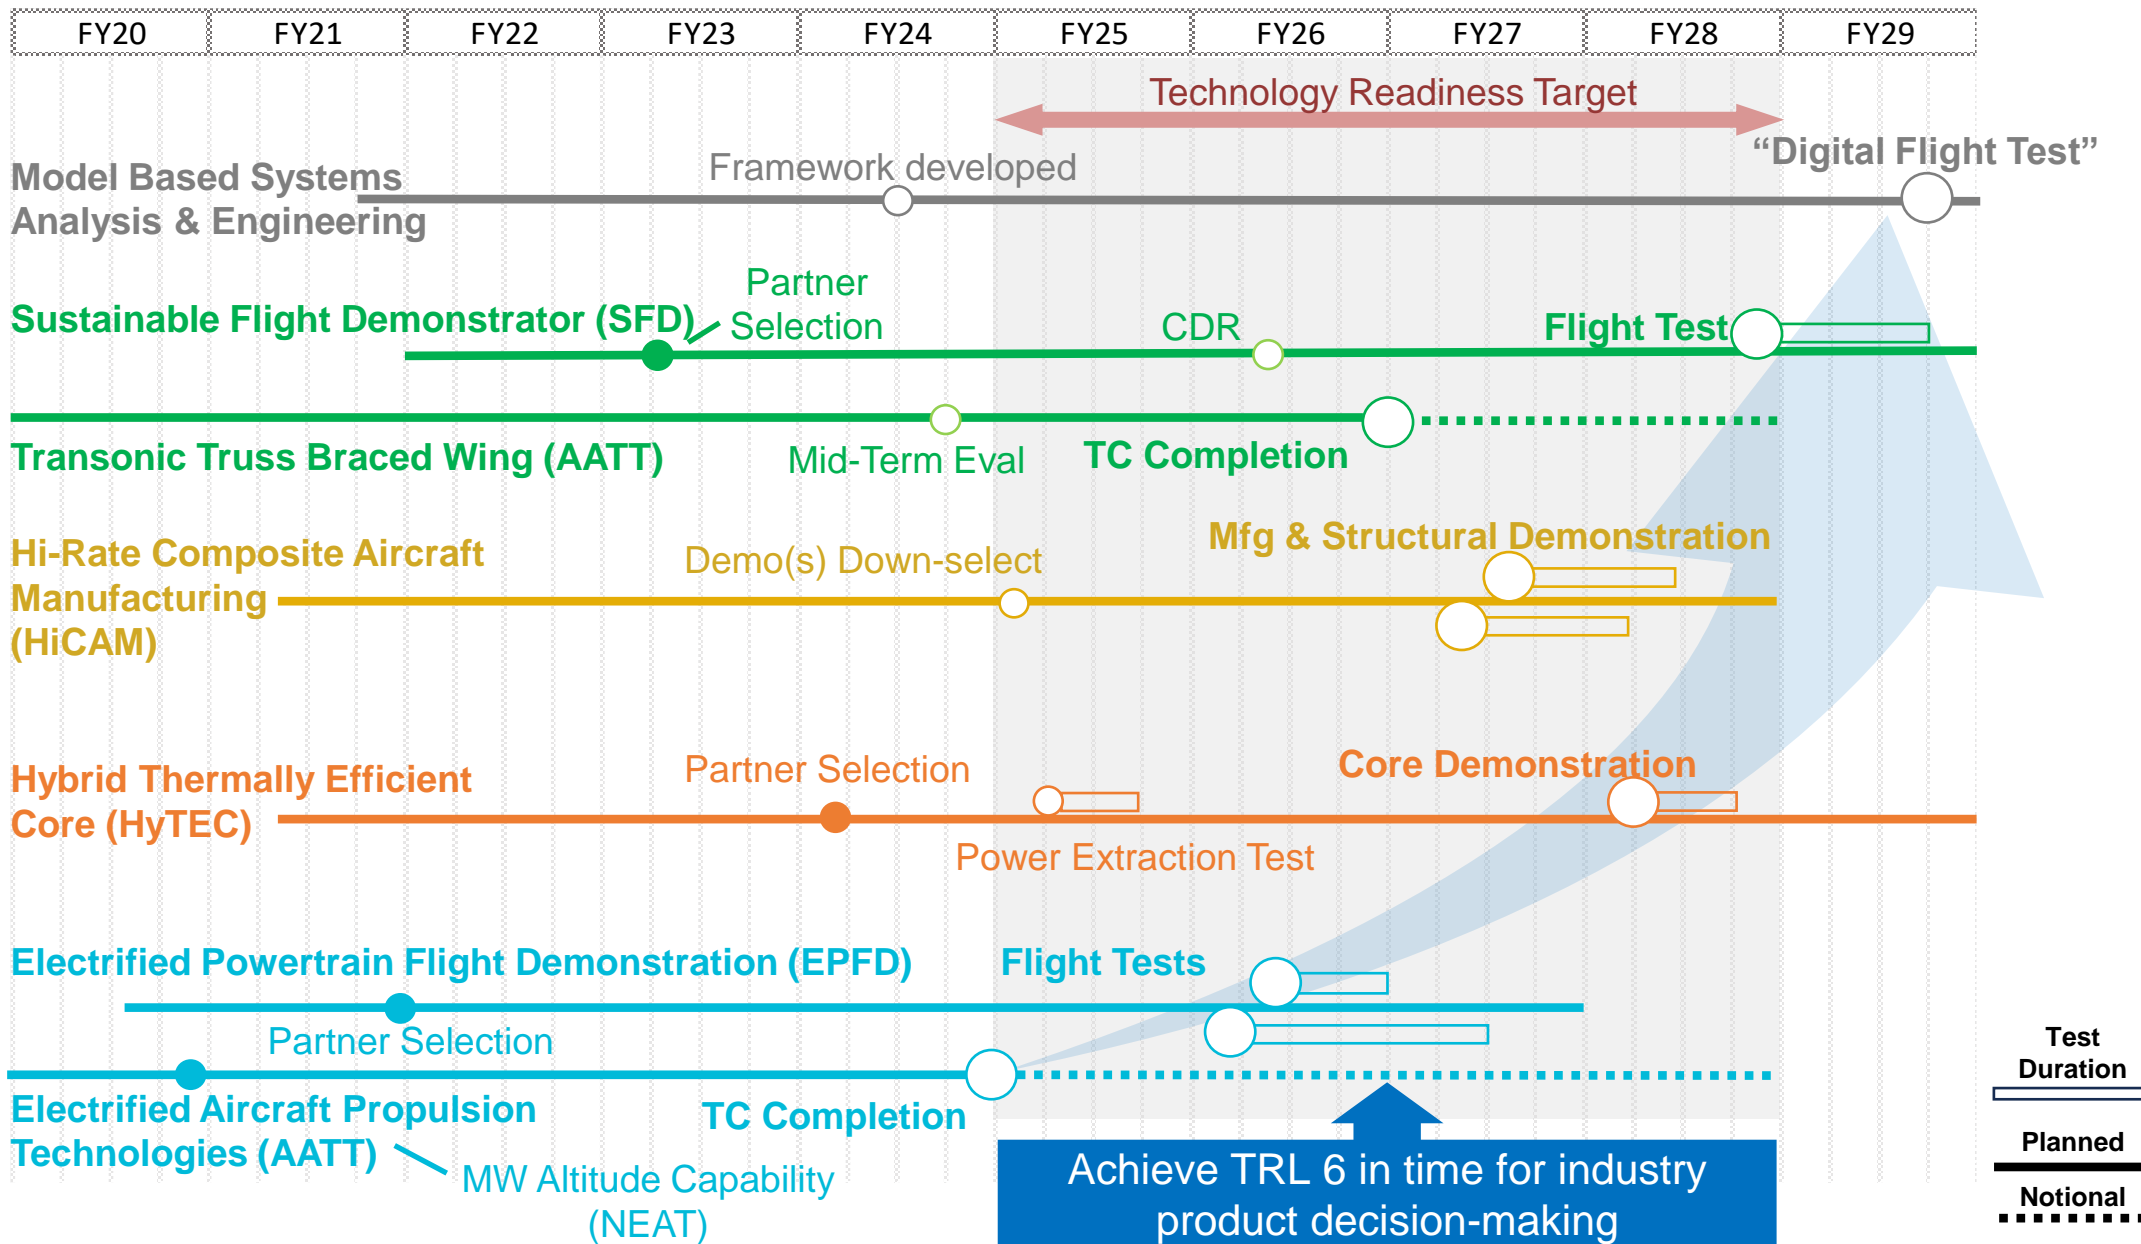 FY20 FY21 FY22 FY23 FY24 FY25 FY26 FY27 FY28 FY29
Technology Readiness Target
Model Based Systems
Analysis & Engineering
Framework developed
“Digital Flight Test”
Sustainable Flight Demonstrator (SFD)
Partner
Selection
CDR
Flight Test
Transonic Truss Braced Wing (AATT)
Mid-Term Eval
TC Completion
Hi-Rate Composite Aircraft
Manufacturing
(HiCAM)
Demo(s) Down-select
Mfg & Structural Demonstration
Hybrid Thermally Efficient
Core (HyTEC)
Partner Selection
Power Extraction Test
Core Demonstration
Electrified Powertrain Flight Demonstration (EPFD)
Partner Selection
Flight Tests
Electrified Aircraft Propulsion
Technologies (AATT)
MW Altitude Capability
(NEAT)
TC Completion
Achieve TRL 6 in time for industry
product decision-making
Test
Duration
Planned
Notional